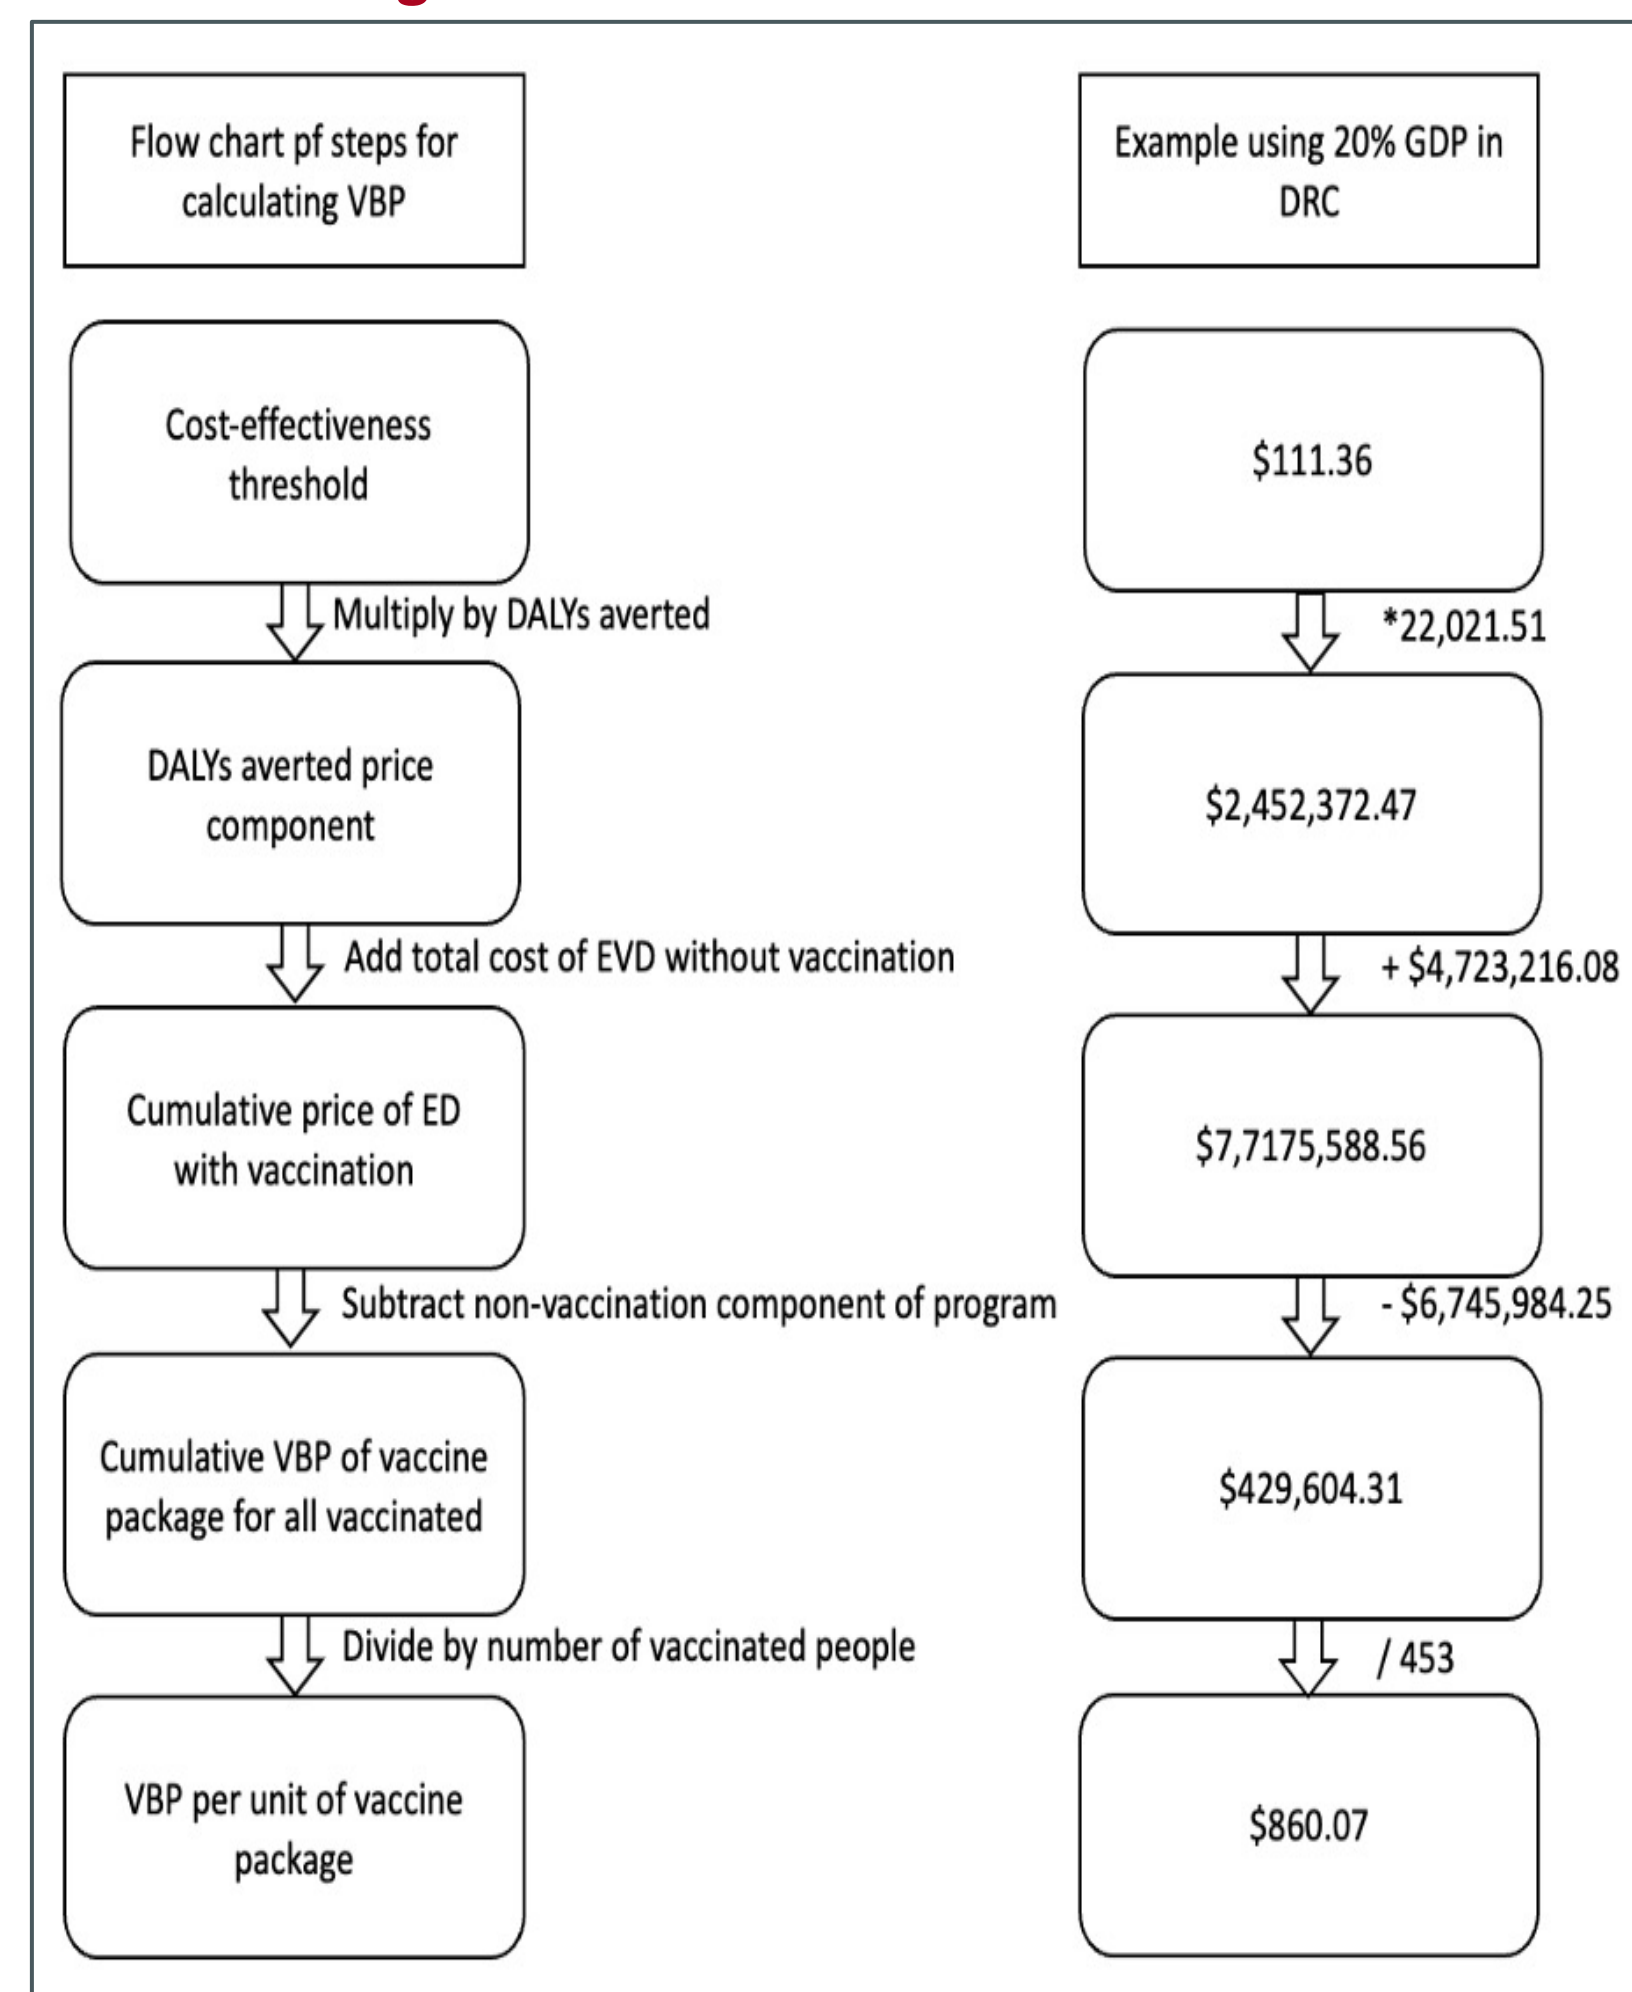 Flow chart pf steps for
calculating VBP
Example using 20% GDP in
DRC
Cost-effectiveness
threshold
$111.36
Multiply by DALYs averted
*22,021.51
DALYs averted price
component
$2,452,372.47
Add total cost of EVD without vaccination
+ $4,723,216.08
Cumulative price of ED
with vaccination
$7,7175,588.56
Subtract non-vaccination component of program
- $6,745,984.25
Cumulative VBP of vaccine
package for all vaccinated
$429,604.31
Divide by number of vaccinated people
/ 453
VBP per unit of vaccine
package
$860.07